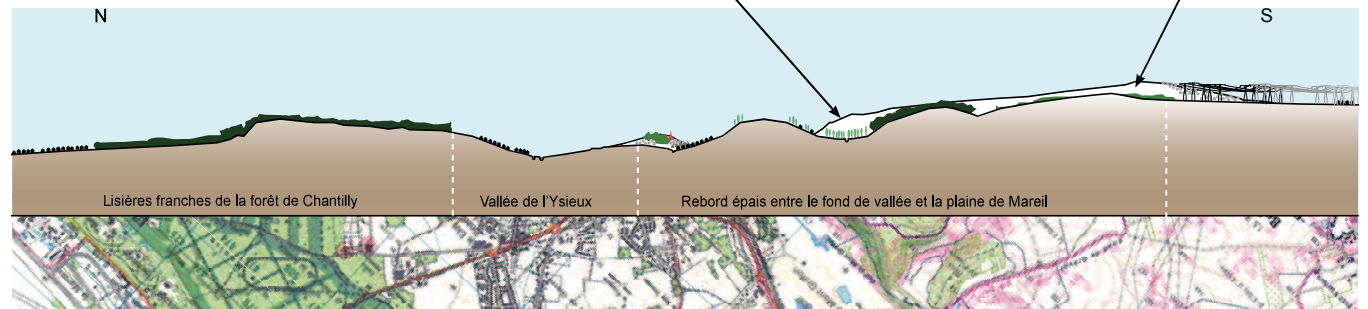 N
S
Lisières franches de la forêt de Chantilly
Vallée de l'Ysieux
Rebord épais entre le fond de vallée et la plaine de Mareil